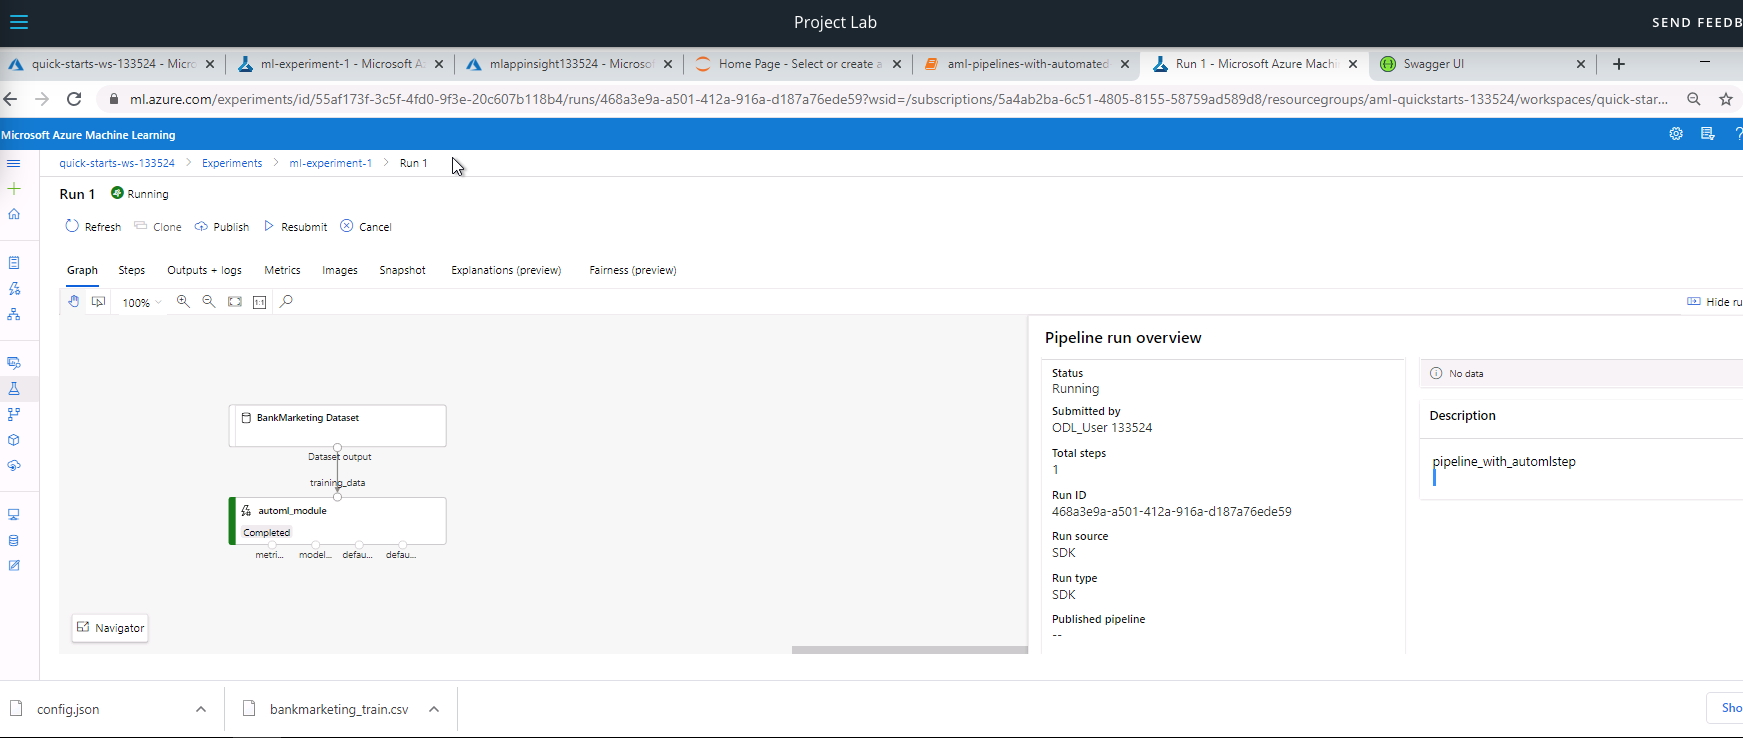 Project Lab
SEND FEEDB
quick-starts-ws-133524 - Micro
ml-experiment-1 - Microsoft A
mlappinsight133524 - Microsof
Home Page - Select or create a
aml-pipelines-with-automated-
Run 1 - Microsoft Azure Machi
Swagger UI
ml.azure.com/experiments/id/55af173f-3c5f-4fd0-9f3e-20c607b118b4/runs/468a3e9a-a501-412a-916a-d187a76ede59?wsid=/subscriptions/5a4ab2ba-6c51-4805-8155-58759ad589d8/resourcegroups/aml-quickstarts-133524/workspaces/quick-star...
Microsoft Azure Machine Learning
quick-starts-ws-133524 > Experiments > ml-experiment-1 > Run 1
Run 1 Running
Refresh Clone Publish Resubmit Cancel
Graph Steps Outputs + logs Metrics Images Snapshot Explanations (preview) Fairness (preview)
100% 1:1
Hide ru
BankMarketing Dataset
Dataset output
training_data
automl_module
Completed
metri... model... defau... defau...
Navigator
Pipeline run overview
Status
Running
Submitted by
ODL_User 133524
Total steps
1
Run ID
468a3e9a-a501-412a-916a-d187a76ede59
Run source
SDK
Run type
SDK
Published pipeline
--
No data
Description
pipeline_with_automlstep
config.json
bankmarketing_train.csv
Sho